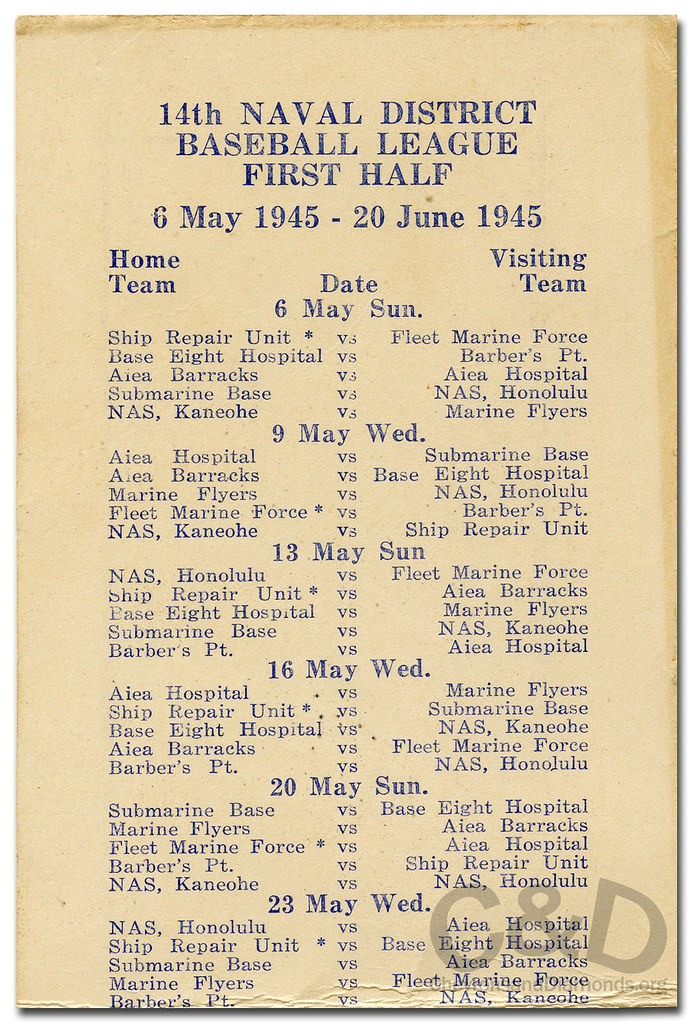 14th NAVAL DISTRICT
BASEBALL LEAGUE
FIRST HALF
6 May 1945 - 20 June 1945
Home Visiting
Team Date Team
6 May Sun.
Ship Repair Unit * vs Fleet Marine Force
Base Eight Hospital vs Barber's Pt.
Aiea Barracks vs Aiea Hospital
Submarine Base vs NAS, Honolulu
NAS, Kaneohe vs Marine Flyers
9 May Wed.
Aiea Hospital vs Submarine Base
Aiea Barracks vs Base Eight Hospital
Marine Flyers vs NAS, Honolulu
Fleet Marine Force * vs Barber's Pt.
NAS, Kaneohe vs Ship Repair Unit
13 May Sun
NAS, Honolulu vs Fleet Marine Force
Ship Repair Unit * vs Aiea Barracks
Base Eight Hospital vs Marine Flyers
Submarine Base vs NAS, Kaneohe
Barber's Pt. vs Aiea Hospital
16 May Wed.
Aiea Hospital vs Marine Flyers
Ship Repair Unit * vs Submarine Base
Base Eight Hospital vs NAS, Kaneohe
Aiea Barracks vs Fleet Marine Force
Barber's Pt. vs NAS, Honolulu
20 May Sun.
Submarine Base vs Base Eight Hospital
Marine Flyers vs Aiea Barracks
Fleet Marine Force * vs Aiea Hospital
Barber's Pt. vs Ship Repair Unit
NAS, Kaneohe vs NAS, Honolulu
23 May Wed.
NAS, Honolulu vs Aiea Hospital
Ship Repair Unit * vs Base Eight Hospital
Submarine Base vs Aiea Barracks
Marine Flyers vs Fleet Marine Force
Barber's Pt. vs NAS, Kaneohe
C&D